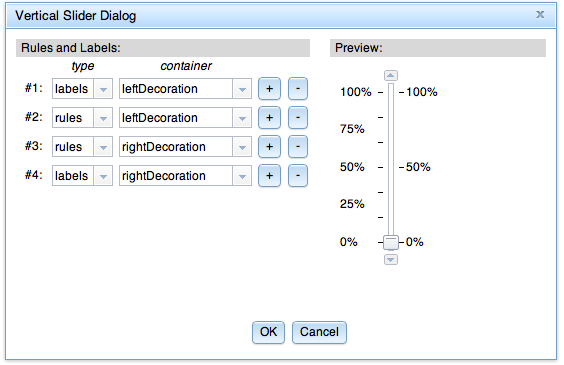 Vertical Slider Dialog x
Rules and Labels:
type container
#1: labels leftDecoration + -
#2: rules leftDecoration + -
#3: rules rightDecoration + -
#4: labels rightDecoration + -
Preview:
100% 100%
75%
50% 50%
25%
0% 0%
OK Cancel